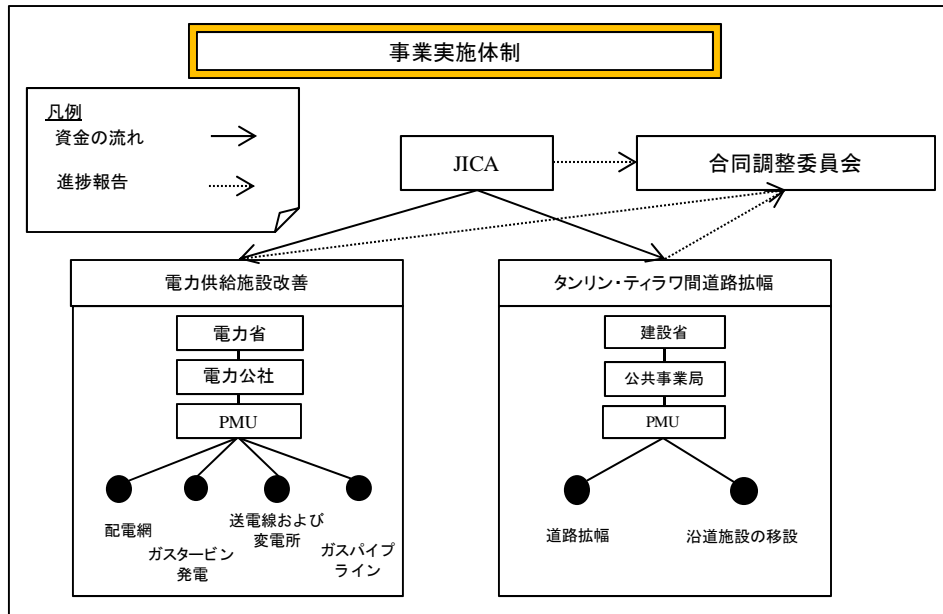 事業実施体制
凡例
資金の流れ
進捗報告
JICA
合同調整委員会
電力供給施設改善
電力省
電力公社
PMU
配電網
ガスタービン
発電
送電線および
変電所
ガスパイプ
ライン
タンリン・ティラワ間道路拡幅
建設省
公共事業局
PMU
道路拡幅
沿道施設の移設